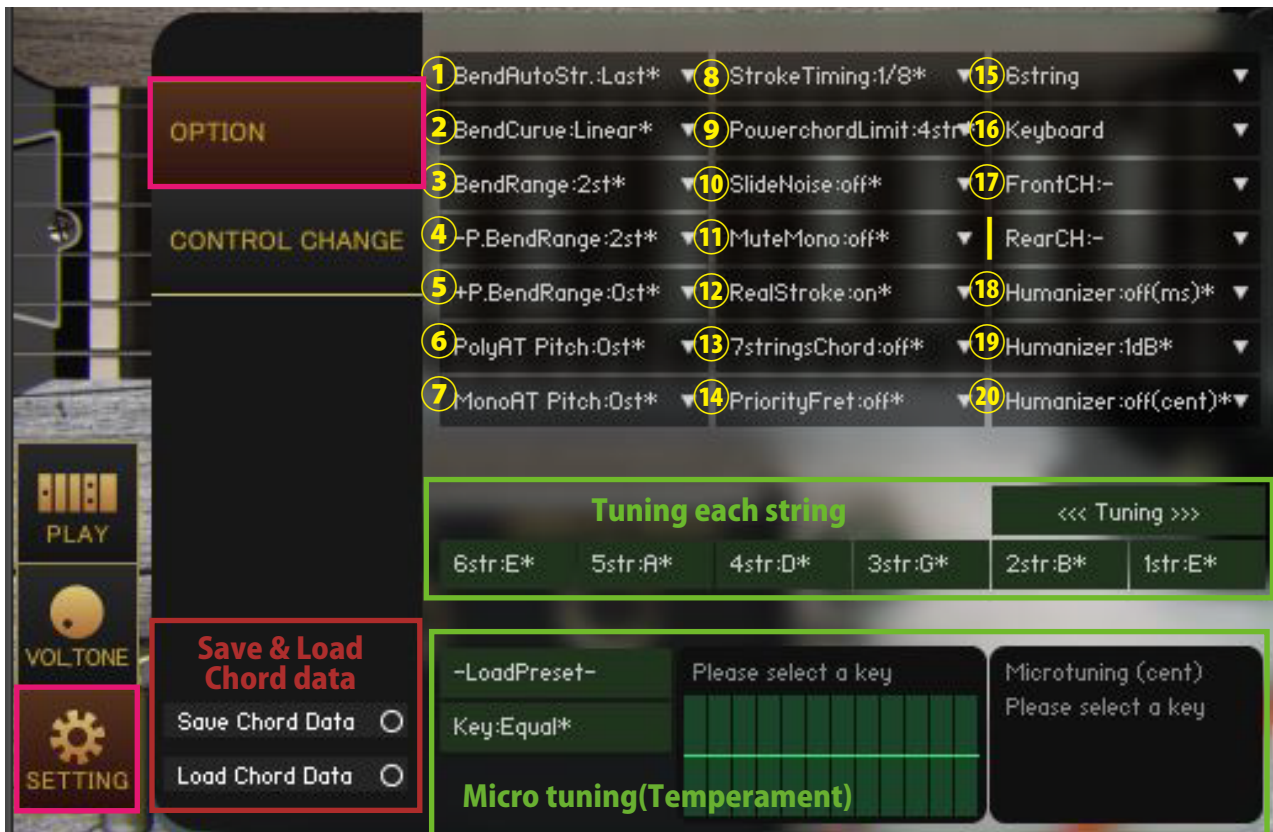 ① BendAutoStr.:Last* ▼ ⑧ StrokeTiming:1/8* ▼ ⑮ 6string ▼
OPTION
② BendCurve:Linear* ▼ ⑨ PowerchordLimit:4str* ▼ ⑯ Keyboard ▼
③ BendRange:2st* ▼ ⑩ SlideNoise:off* ▼ ⑰ FrontCH:- ▼
CONTROL CHANGE
④ -P.BendRange:2st* ▼ ⑪ MuteMono:off* ▼ RearCH:- ▼
⑤ +P.BendRange:0st* ▼ ⑫ RealStroke:on* ▼ ⑱ Humanizer:off(ms)* ▼
⑥ PolyAT Pitch:0st* ▼ ⑬ 7stringsChord:off* ▼ ⑲ Humanizer:1dB* ▼
⑦ MonoAT Pitch:0st* ▼ ⑭ PriorityFret:off* ▼ ⑳ Humanizer:off(cent)* ▼
PLAY
VOL.TONE
SETTING
Tuning each string
<<< Tuning >>>
6str:E* 5str:A* 4str:D* 3str:G* 2str:B* 1str:E*
Save & Load
Chord data
Save Chord Data
Load Chord Data
-LoadPreset-
Key:Equal*
Please select a key
Microtuning (cent)
Please select a key
Micro tuning(Temperament)